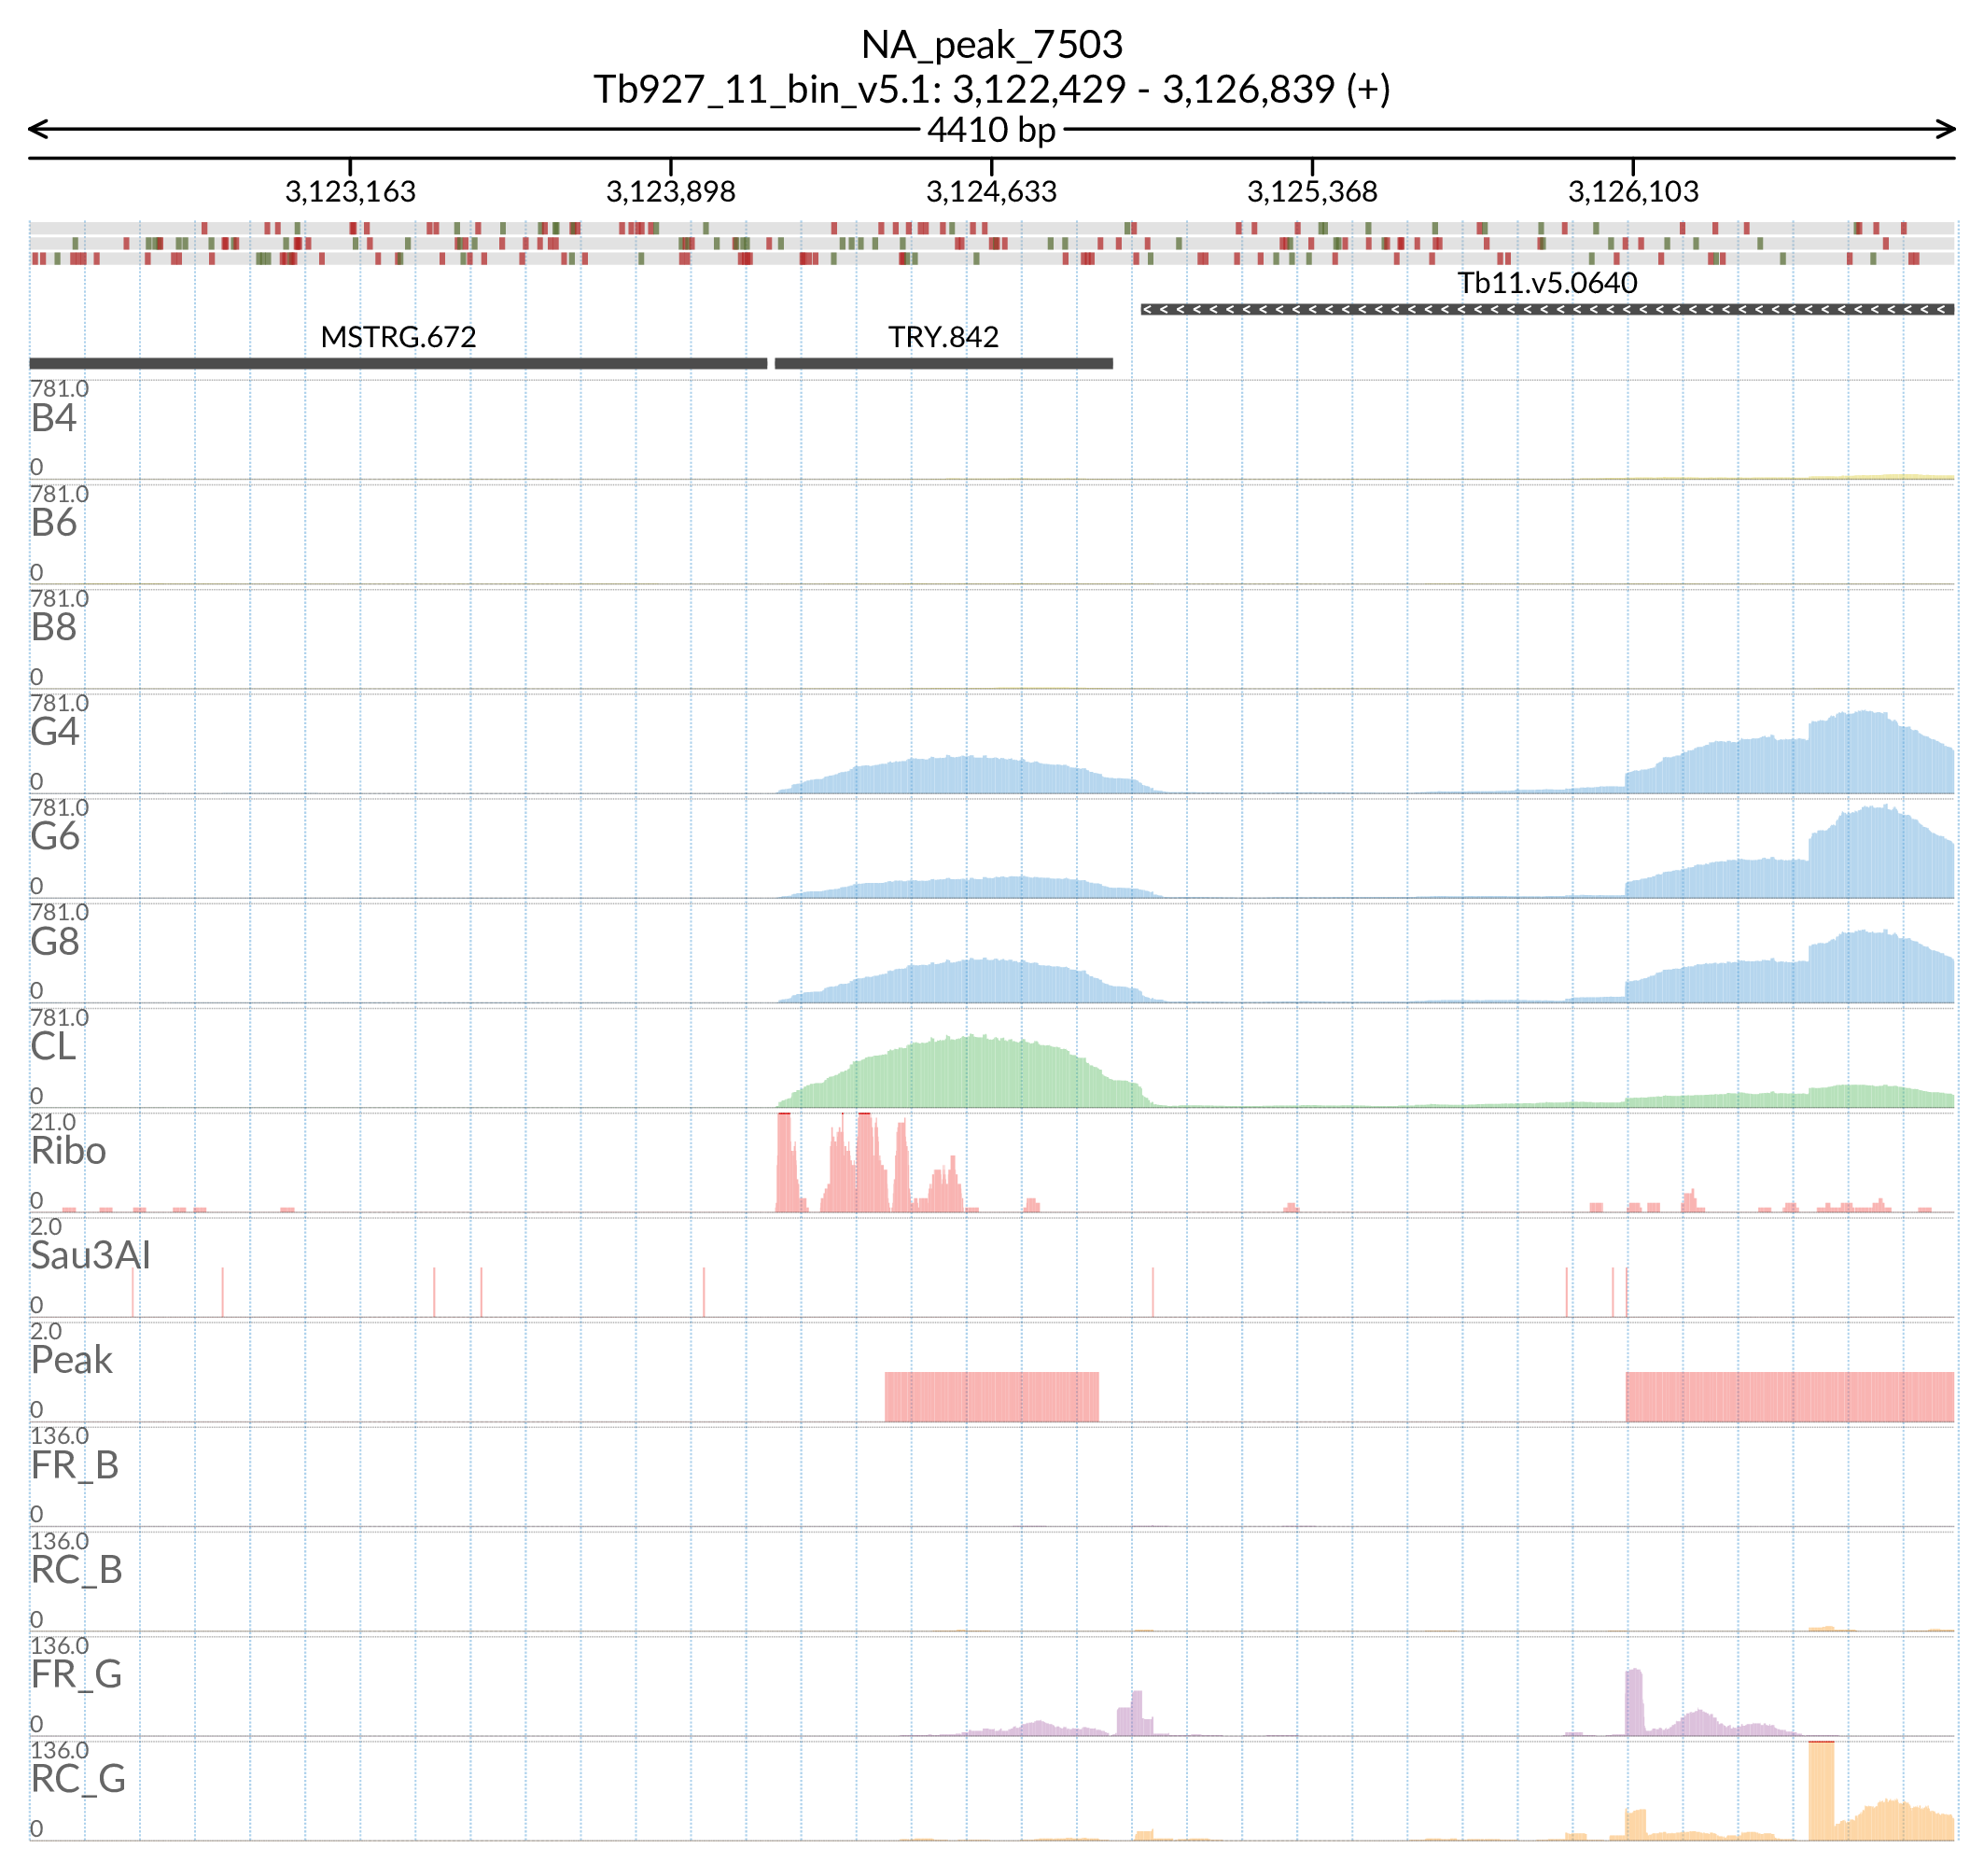 NA_peak_7503
Tb927_11_bin_v5.1: 3,122,429 - 3,126,839 (+)
4410 bp
3,123,163 3,123,898 3,124,633 3,125,368 3,126,103
Tb11.v5.0640
MSTRG.672 TRY.842
781.0
B4
0
781.0
B6
0
781.0
B8
0
781.0
G4
0
781.0
G6
0
781.0
G8
0
781.0
CL
0
21.0
Ribo
0
2.0
Sau3AI
0
2.0
Peak
0
136.0
FR_B
0
136.0
RC_B
0
136.0
FR_G
0
136.0
RC_G
0